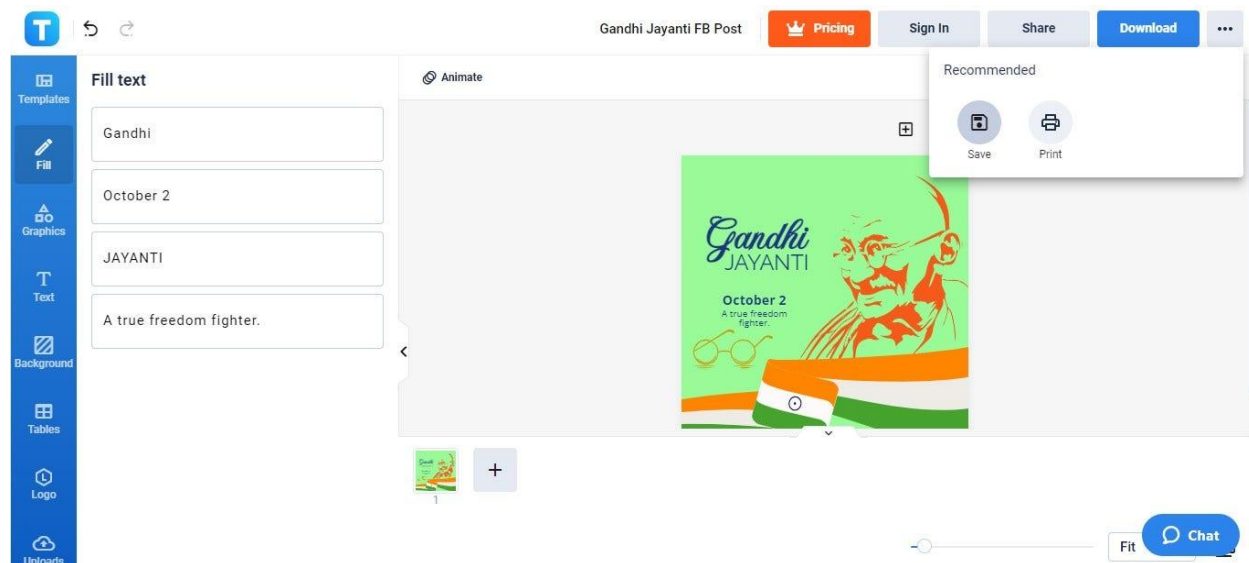 T
Gandhi Jayanti FB Post
Pricing
Sign In
Share
Download
Templates
Fill
Graphics
Text
Background
Tables
Logo
Uploads
Fill text
Gandhi
October 2
JAYANTI
A true freedom fighter.
Animate
Recommended
Save
Print
Gandhi
JAYANTI
October 2
A true freedom
fighter.
1
Fit
Chat